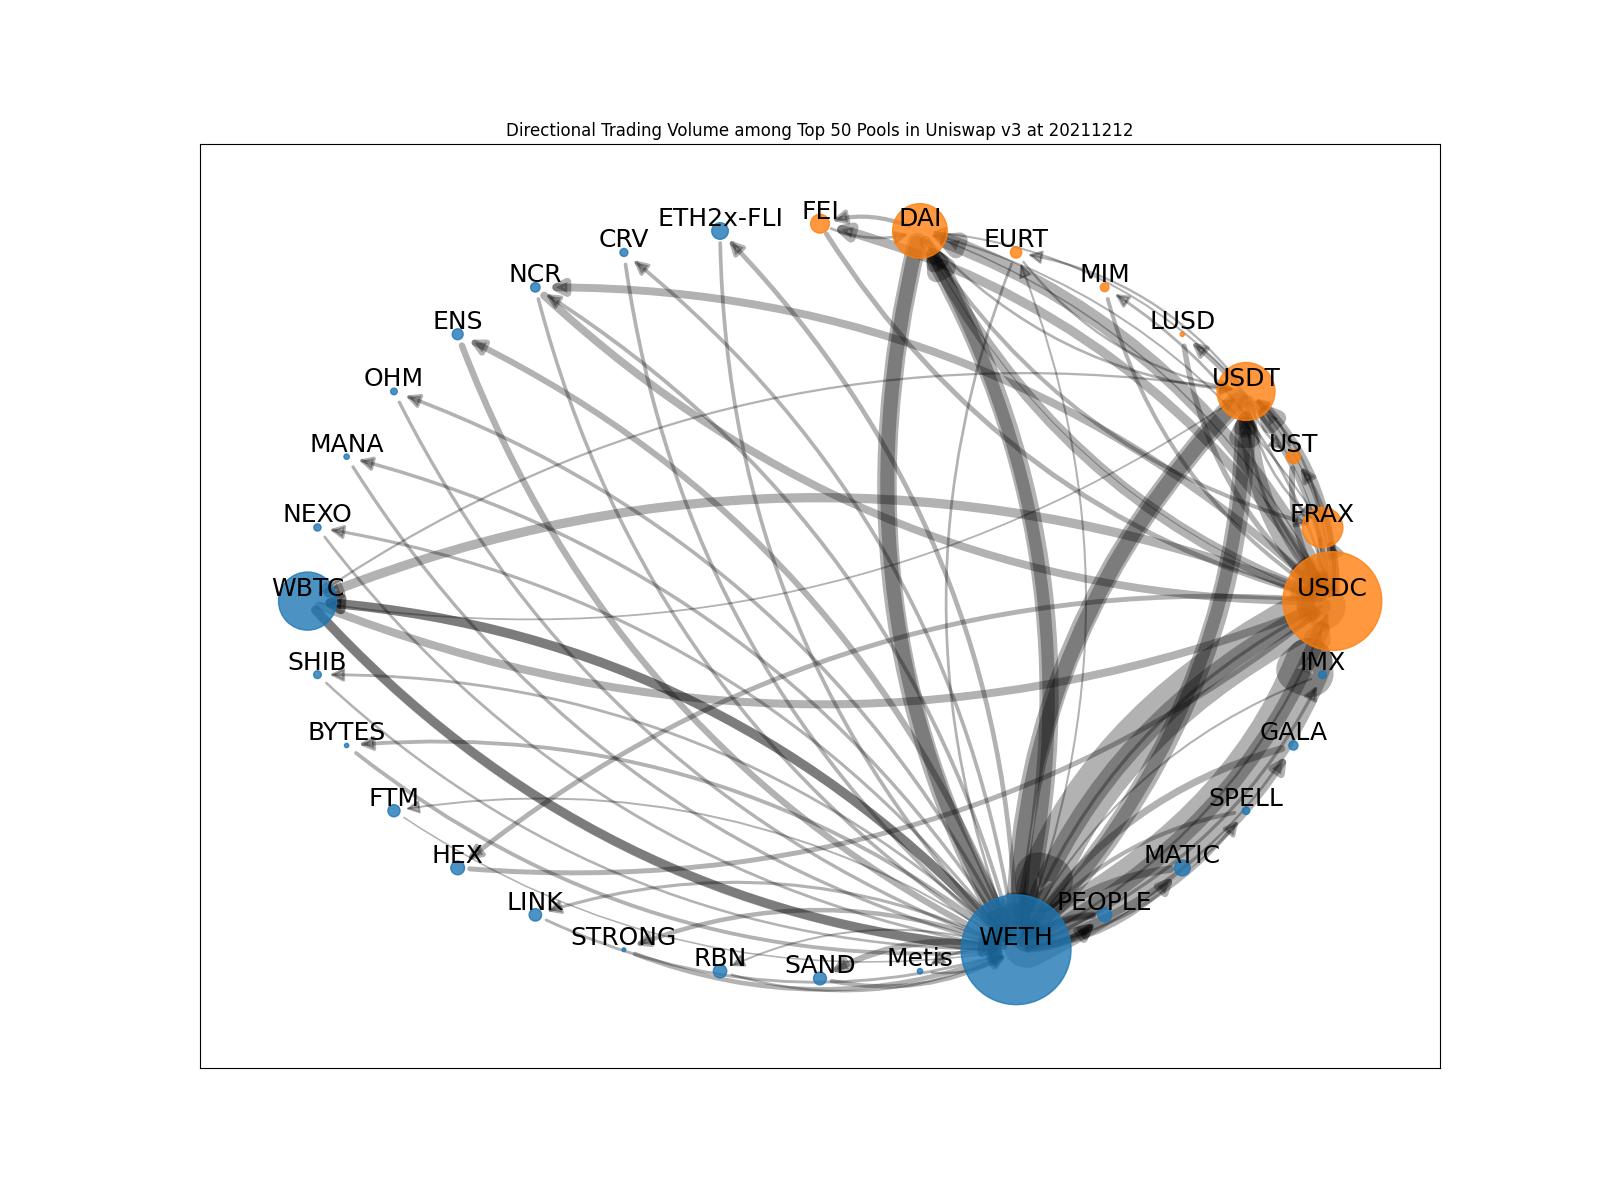 Directional Trading Volume among Top 50 Pools in Uniswap v3 at 20211212
FEI
DAI
ETH2x-FLI
EURT
CRV
MIM
NCR
LUSD
ENS
USDT
OHM
UST
MANA
FRAX
NEXO
USDC
WBTC
IMX
SHIB
GALA
BYTES
SPELL
FTM
MATIC
HEX
PEOPLE
LINK
WETH
STRONG
Metis
RBN
SAND